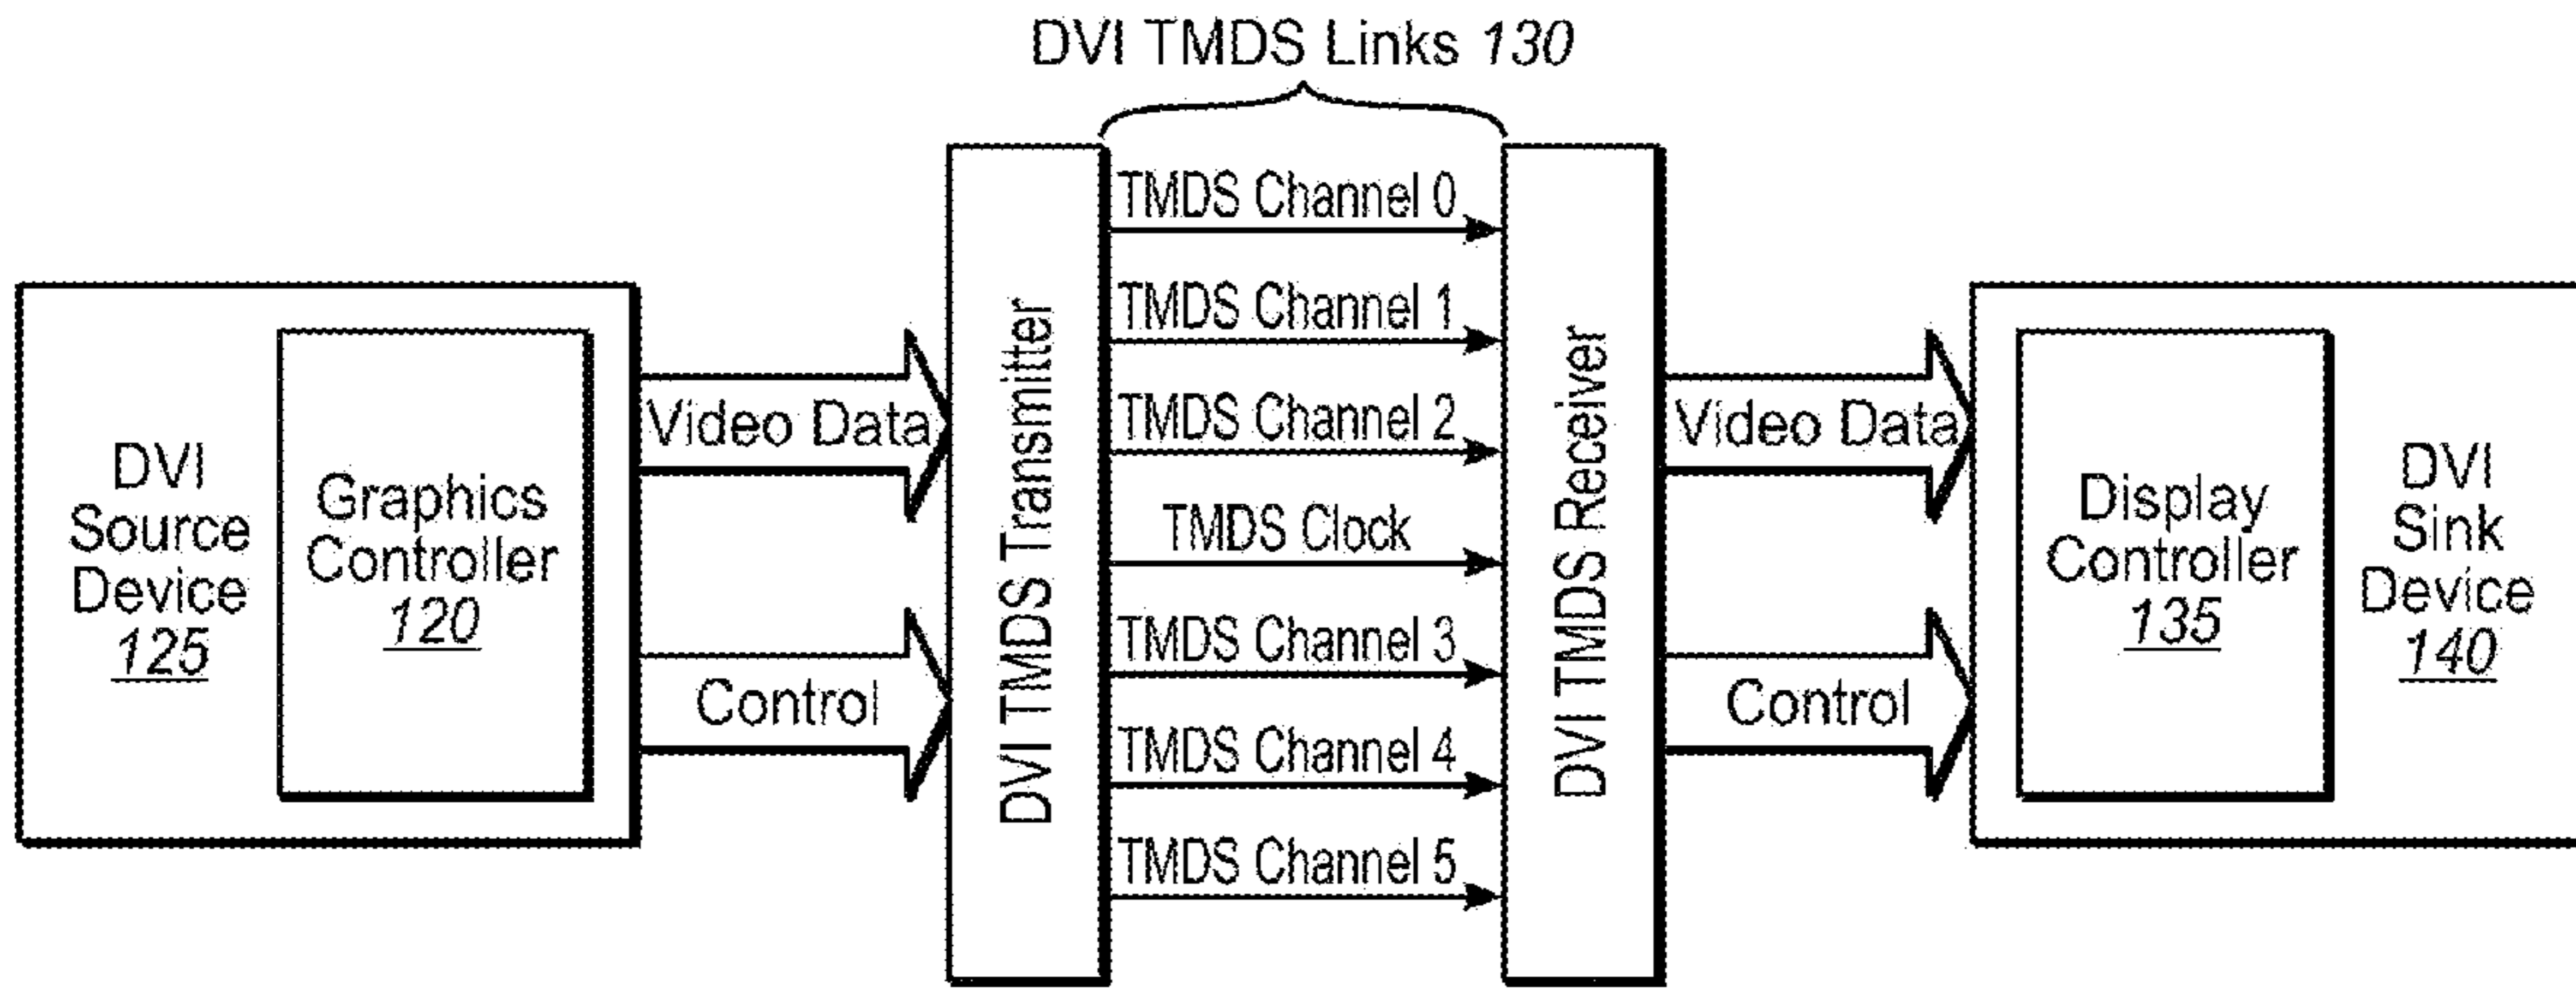 DVI TMDS Links 130
DVI
Source
Device
125
Graphics
Controller
120
Video Data
Control
DVI TMDS Transmitter
TMDS Channel 0
TMDS Channel 1
TMDS Channel 2
TMDS Clock
TMDS Channel 3
TMDS Channel 4
TMDS Channel 5
DVI TMDS Receiver
Video Data
Control
Display
Controller
135
DVI
Sink
Device
140